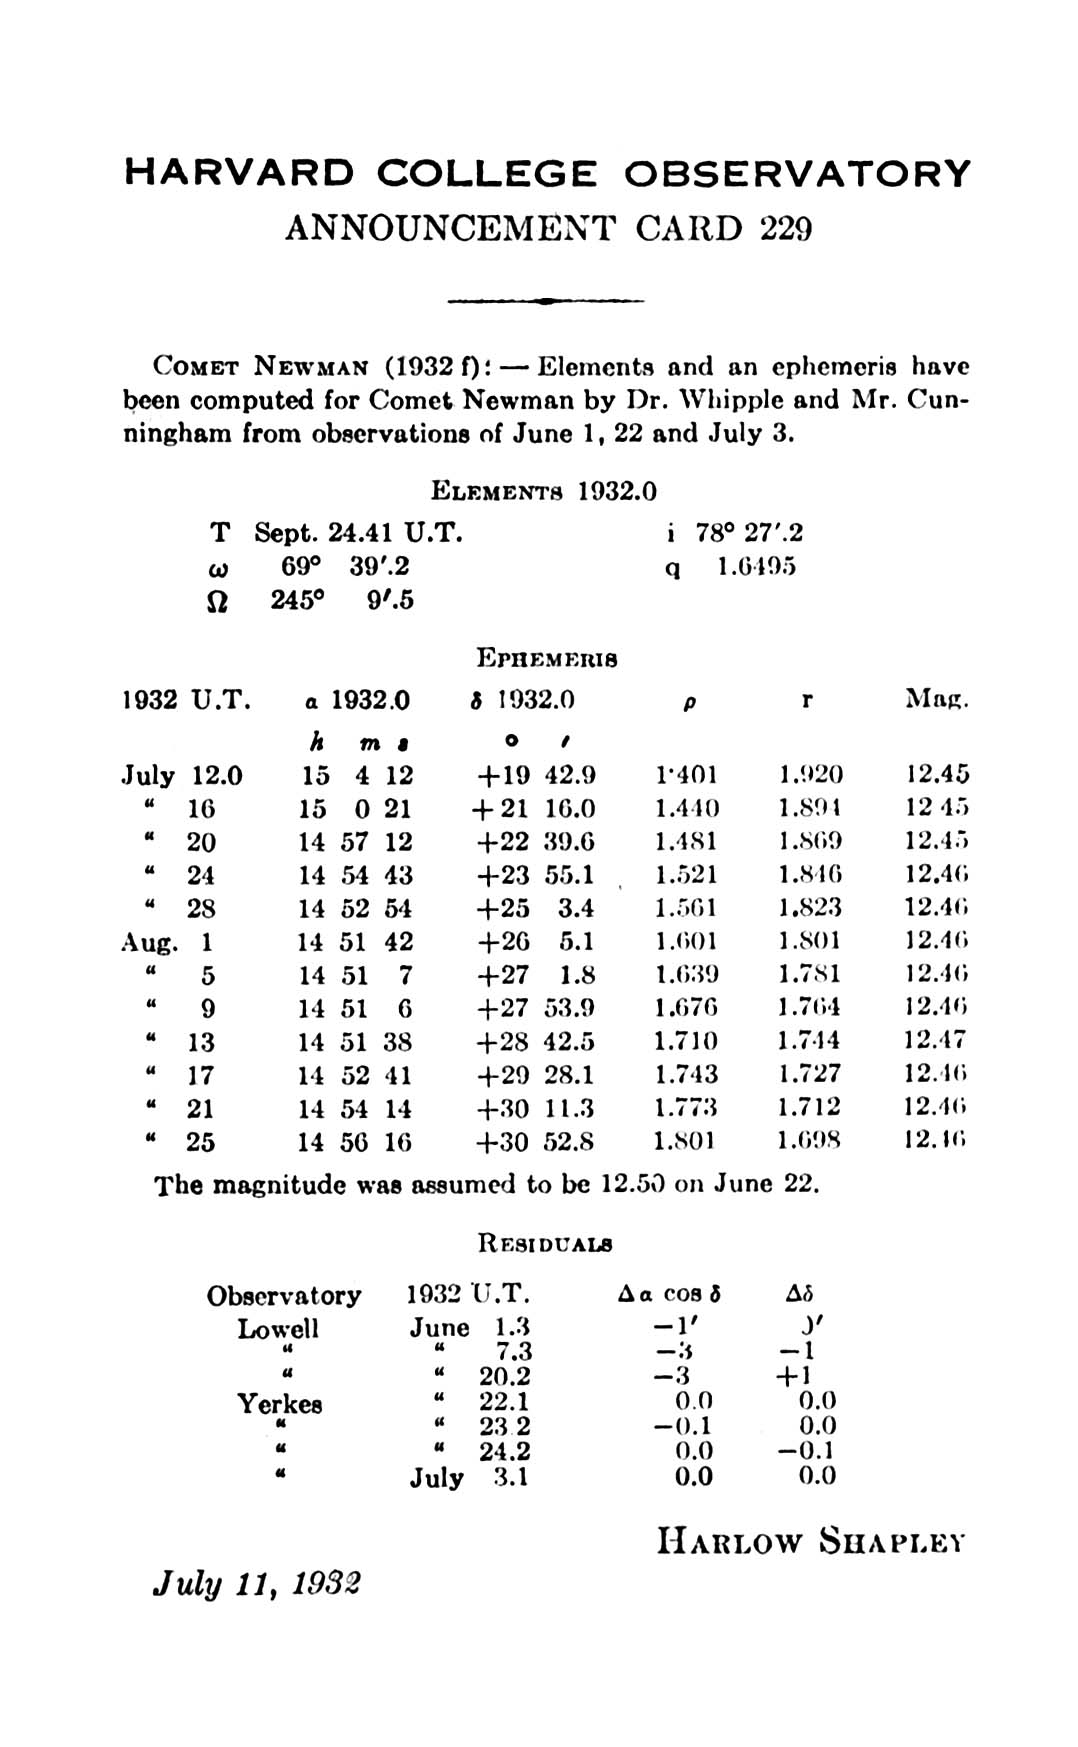 HARVARD COLLEGE OBSERVATORY
ANNOUNCEMENT CARD 229
COMET NEWMAN (1932 f): — Elements and an ephemeris have
been computed for Comet Newman by Dr. Whipple and Mr. Cun-
ningham from observations of June 1, 22 and July 3.
ELEMENTS 1932.0
T Sept. 24.41 U.T. i 78° 27'.2
ω 69° 39'.2 q 1.6495
Ω 245° 9'.5
EPHEMERIS
1932 U.T. α 1932.0 δ 1932.0 ρ r Mag.
h m s ° '
July 12.0 15 4 12 +19 42.9 1.401 1.920 12.45
" 16 15 0 21 +21 16.0 1.440 1.894 12 45
" 20 14 57 12 +22 39.6 1.481 1.869 12.45
" 24 14 54 43 +23 55.1 1.521 1.846 12.46
" 28 14 52 54 +25 3.4 1.561 1.823 12.46
Aug. 1 14 51 42 +26 5.1 1.601 1.801 12.46
" 5 14 51 7 +27 1.8 1.639 1.781 12.46
" 9 14 51 6 +27 53.9 1.676 1.764 12.46
" 13 14 51 38 +28 42.5 1.710 1.744 12.47
" 17 14 52 41 +29 28.1 1.743 1.727 12.46
" 21 14 54 14 +30 11.3 1.773 1.712 12.46
" 25 14 56 16 +30 52.8 1.801 1.698 12.46
The magnitude was assumed to be 12.50 on June 22.
RESIDUALS
Observatory 1932 U.T. Δα cos δ Δδ
Lowell June 1.3 −1' 0'
" " 7.3 −3 −1
" " 20.2 −3 +1
Yerkes " 22.1 0.0 0.0
" " 23 2 −0.1 0.0
" " 24.2 0.0 −0.1
" July 3.1 0.0 0.0
HARLOW SHAPLEY
July 11, 1932